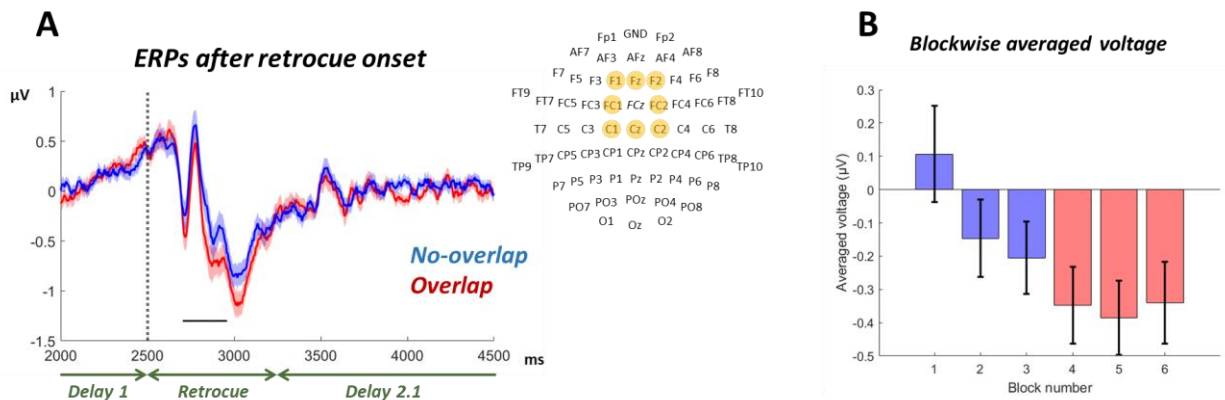 A
ERPs after retrocue onset
µV
1
0.5
0
-0.5
-1
-1.5
2000 2500 3000 3500 4000 4500
ms
No-overlap
Overlap
Delay 1 Retrocue Delay 2.1
Fp1 GND Fp2
AF7 AF3 AFz AF4 AF8
F7 F5 F3 F1 Fz F2 F4 F6 F8
FT9 FT7 FC5 FC3 FC1 FCz FC2 FC4 FC6 FT8 FT10
T7 C5 C3 C1 Cz C2 C4 C6 T8
TP9 TP7 CP5 CP3 CP1 CPz CP2 CP4 CP6 TP8 TP10
P7 P5 P3 P1 Pz P2 P4 P6 P8
PO7 PO3 POz PO4 PO8
O1 Oz O2
B
Blockwise averaged voltage
Averaged voltage (µV)
0.3
0.2
0.1
0
-0.1
-0.2
-0.3
-0.4
-0.5
1 2 3 4 5 6
Block number